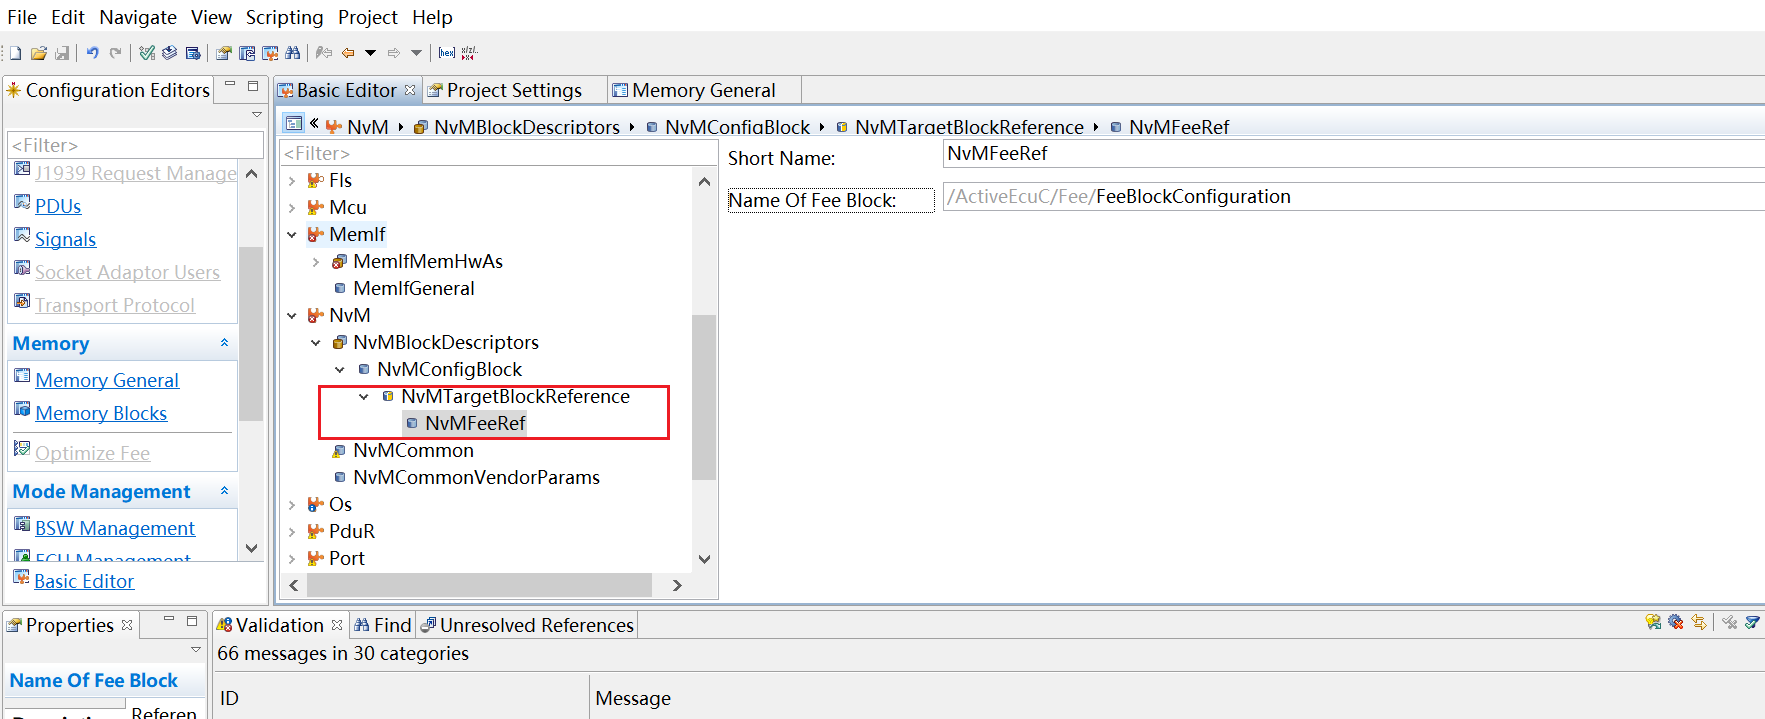 File Edit Navigate View Scripting Project Help
Configuration Editors
<Filter>
J1939 Request Manage
PDUs
Signals
Socket Adaptor Users
Transport Protocol
Memory
Memory General
Memory Blocks
Optimize Fee
Mode Management
BSW Management
ECU Management
Basic Editor
Basic Editor Project Settings Memory General
NvM NvMBlockDescriptors NvMConfigBlock NvMTargetBlockReference NvMFeeRef
<Filter>
Fls
Mcu
MemIf
MemIfMemHwAs
MemIfGeneral
NvM
NvMBlockDescriptors
NvMConfigBlock
NvMTargetBlockReference
NvMFeeRef
NvMCommon
NvMCommonVendorParams
Os
PduR
Port
Short Name: NvMFeeRef
Name Of Fee Block: /ActiveEcuC/Fee/FeeBlockConfiguration
Properties
Name Of Fee Block
Referen
Validation Find Unresolved References
66 messages in 30 categories
ID Message